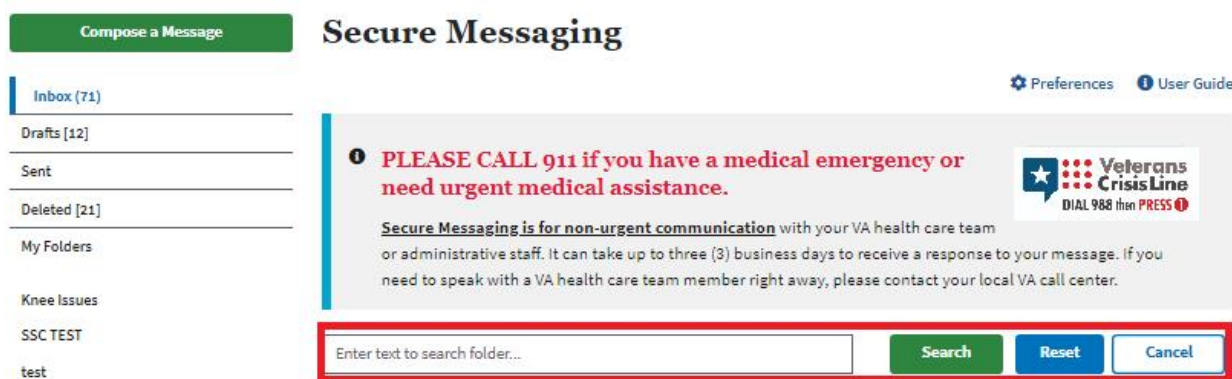 Compose a Message
Inbox (71)
Drafts [12]
Sent
Deleted [21]
My Folders
Knee Issues
SSC TEST
test
Secure Messaging
Preferences
User Guide
PLEASE CALL 911 if you have a medical emergency or
need urgent medical assistance.
Veterans
CrisisLine
DIAL 988 then PRESS 1
Secure Messaging is for non-urgent communication with your VA health care team
or administrative staff. It can take up to three (3) business days to receive a response to your message. If you
need to speak with a VA health care team member right away, please contact your local VA call center.
Enter text to search folder...
Search
Reset
Cancel